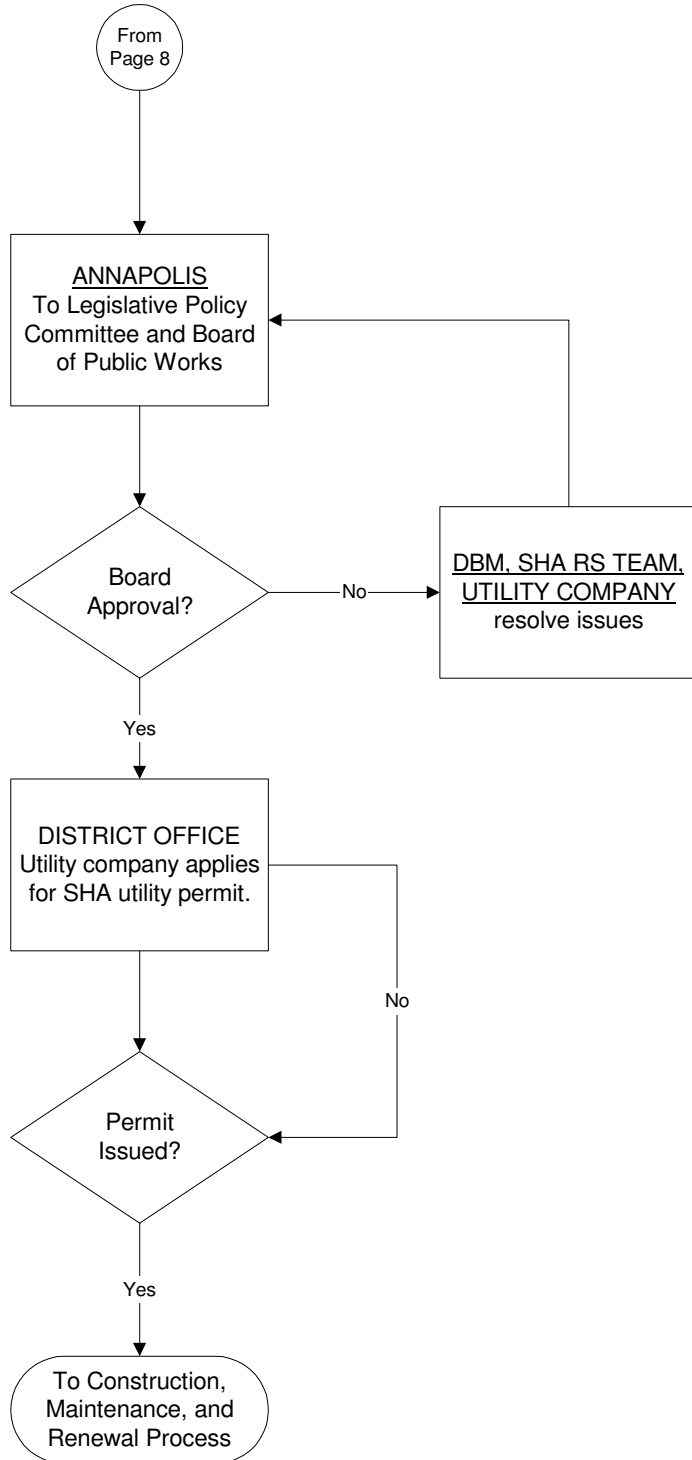 From
Page 8
ANNAPOLIS
To Legislative Policy
Committee and Board
of Public Works
Board
Approval?
No
DBM, SHA RS TEAM,
UTILITY COMPANY
resolve issues
Yes
DISTRICT OFFICE
Utility company applies
for SHA utility permit.
No
Permit
Issued?
Yes
To Construction,
Maintenance, and
Renewal Process